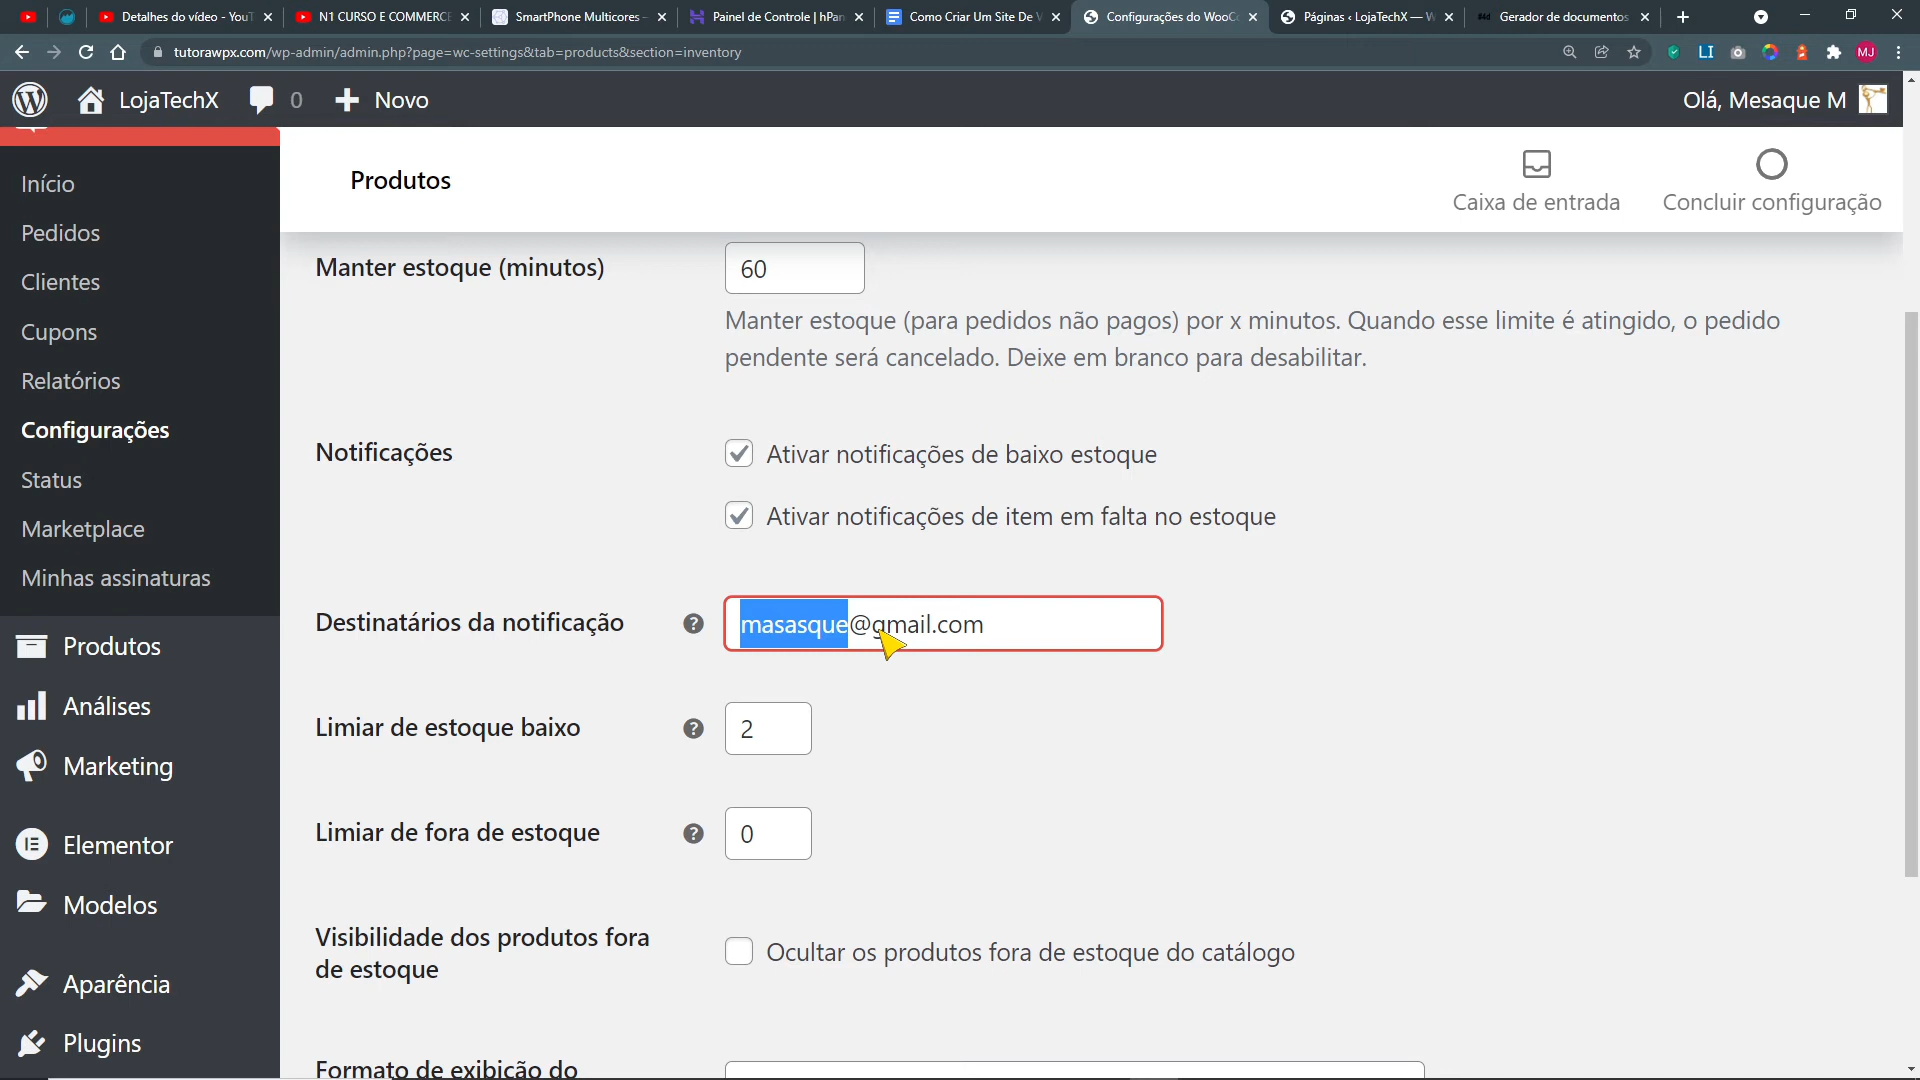 Detalhes do vídeo - YouT
N1 CURSO E COMMERCE
SmartPhone Multicores -
Painel de Controle | hPan
Como Criar Um Site De V
Configurações do WooC
Páginas ‹ LojaTechX — W
Gerador de documentos
tutorawpx.com/wp-admin/admin.php?page=wc-settings&tab=products&section=inventory
LI
MJ
LojaTechX
0
Novo
Olá, Mesaque M
Início
Pedidos
Clientes
Cupons
Relatórios
Configurações
Status
Marketplace
Minhas assinaturas
Produtos
Análises
Marketing
Elementor
Modelos
Aparência
Plugins
Produtos
Caixa de entrada
Concluir configuração
Manter estoque (minutos)
60
Manter estoque (para pedidos não pagos) por x minutos. Quando esse limite é atingido, o pedido
pendente será cancelado. Deixe em branco para desabilitar.
Notificações
Ativar notificações de baixo estoque
Ativar notificações de item em falta no estoque
Destinatários da notificação
?
masasque@gmail.com
Limiar de estoque baixo
?
2
Limiar de fora de estoque
?
0
Visibilidade dos produtos fora
de estoque
Ocultar os produtos fora de estoque do catálogo
Formato de exibição do